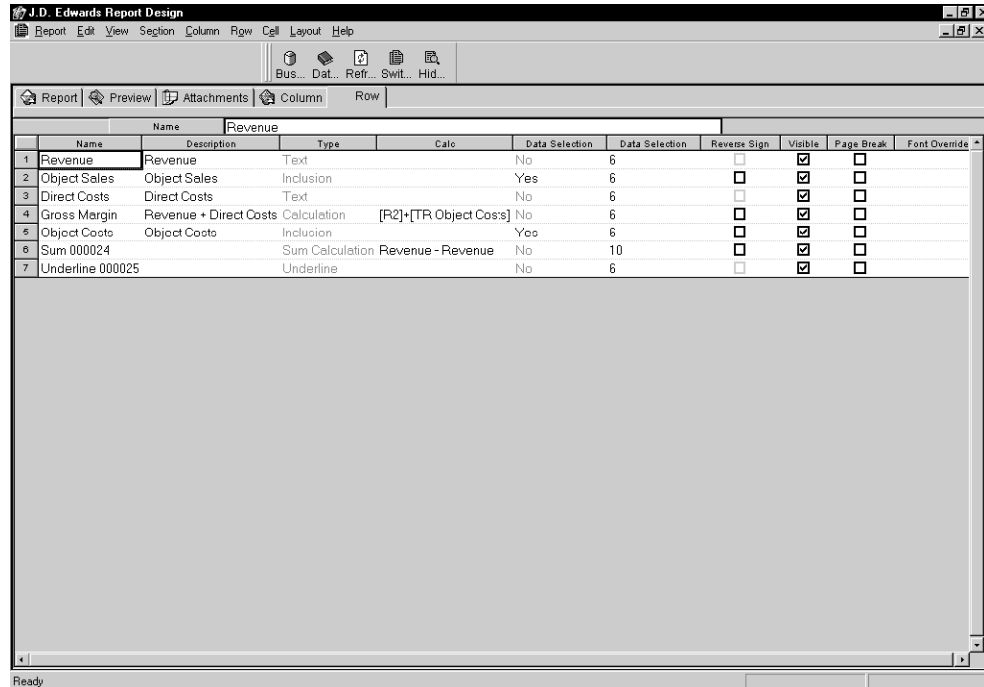 J.D. Edwards Report Design
Report Edit View Section Column Row Cell Layout Help
Bus... Dat... Refr... Swit... Hid...
Report Preview Attachments Column Row
Name Revenue
Name Description Type Calc Data Selection Data Selection Reverse Sign Visible Page Break Font Override
1 Revenue Revenue Text No 6
2 Object Sales Object Sales Inclusion Yes 6
3 Direct Costs Direct Costs Text No 6
4 Gross Margin Revenue + Direct Costs Calculation [R2]+[TR Object Costs] No 6
5 Object Costs Object Costs Inclusion Yes 6
6 Sum 000024 Sum Calculation Revenue - Revenue No 10
7 Underline 000025 Underline No 6
Ready